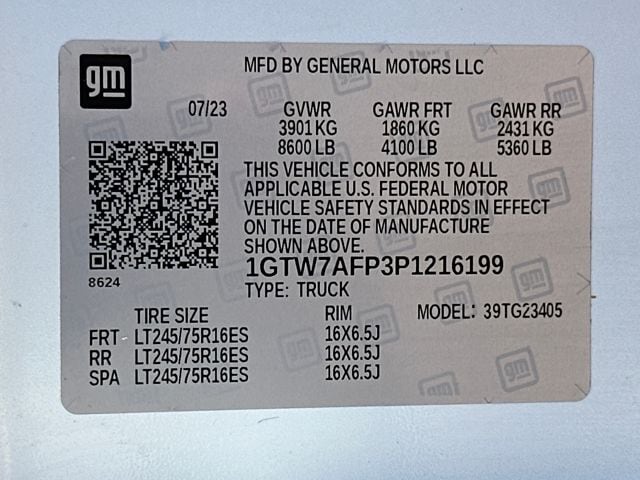 gm
MFD BY GENERAL MOTORS LLC
07/23 GVWR GAWR FRT GAWR RR
3901 KG 1860 KG 2431 KG
8600 LB 4100 LB 5360 LB
THIS VEHICLE CONFORMS TO ALL
APPLICABLE U.S. FEDERAL MOTOR
VEHICLE SAFETY STANDARDS IN EFFECT
ON THE DATE OF MANUFACTURE
SHOWN ABOVE.
1GTW7AFP3P1216199
8624
TYPE: TRUCK
TIRE SIZE RIM MODEL: 39TG23405
FRT LT245/75R16ES 16X6.5J
RR LT245/75R16ES 16X6.5J
SPA LT245/75R16ES 16X6.5J